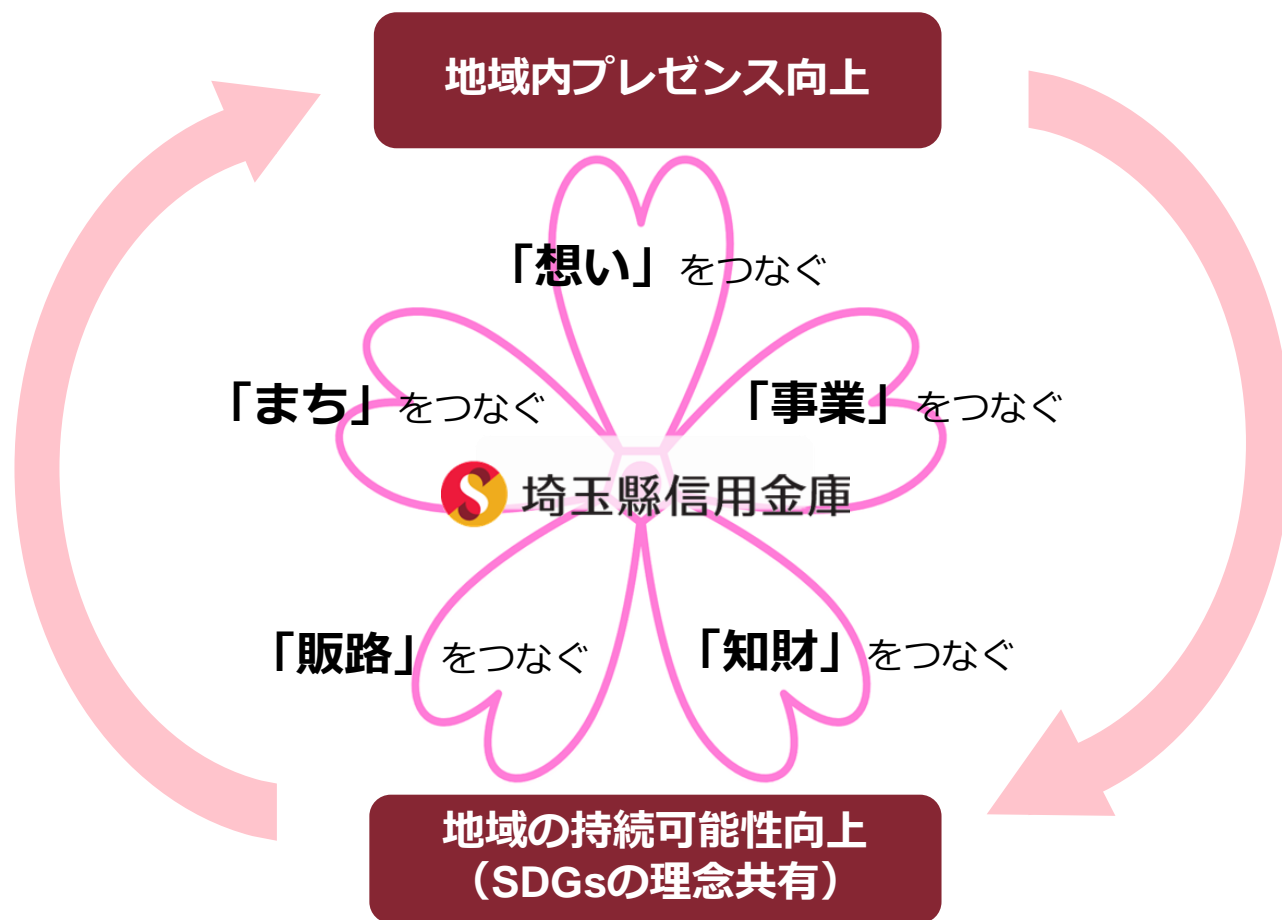 地域内プレゼンス向上
「想い」をつなぐ
「まち」をつなぐ
「事業」をつなぐ
埼玉縣信用金庫
「販路」をつなぐ
「知財」をつなぐ
地域の持続可能性向上
（SDGsの理念共有）